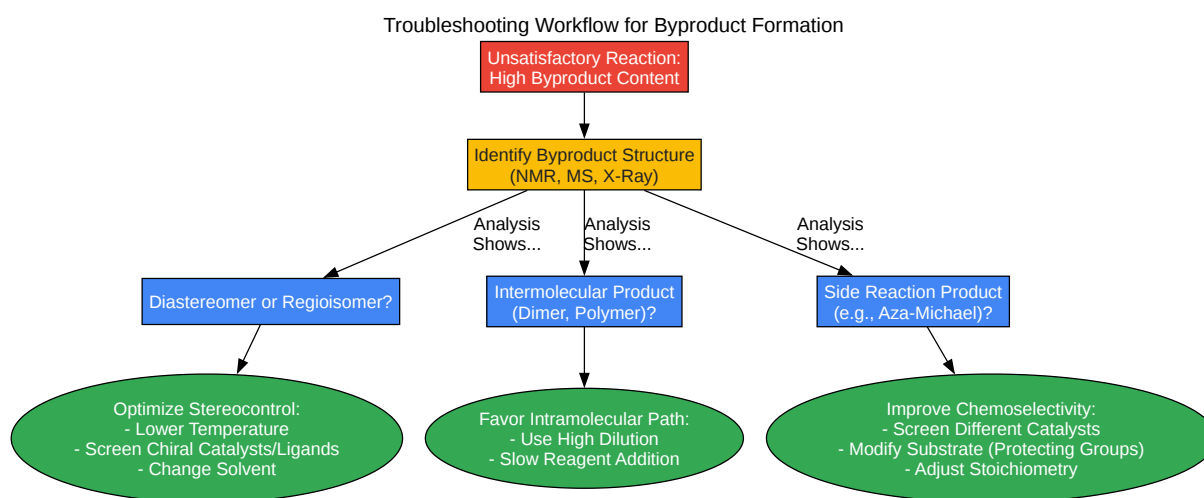 Troubleshooting Workflow for Byproduct Formation
Unsatisfactory Reaction:
High Byproduct Content
Identify Byproduct Structure
(NMR, MS, X-Ray)
Analysis
Shows...
Analysis
Shows...
Analysis
Shows...
Diastereomer or Regioisomer?
Intermolecular Product
(Dimer, Polymer)?
Side Reaction Product
(e.g., Aza-Michael)?
Optimize Stereocontrol:
- Lower Temperature
- Screen Chiral Catalysts/Ligands
- Change Solvent
Favor Intramolecular Path:
- Use High Dilution
- Slow Reagent Addition
Improve Chemoselectivity:
- Screen Different Catalysts
- Modify Substrate (Protecting Groups)
- Adjust Stoichiometry